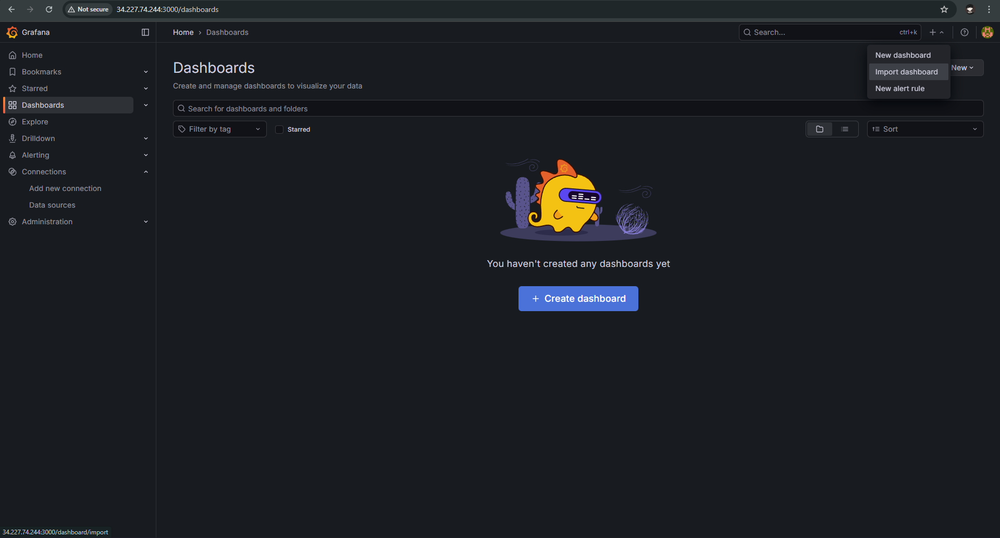 Not secure 34.227.74.244:3000/dashboards
Grafana
Home › Dashboards
Search... ctrl+k
Home
Bookmarks
Starred
Dashboards
Explore
Drilldown
Alerting
Connections
Add new connection
Data sources
Administration
New dashboard
Import dashboard
New alert rule
New
Dashboards
Create and manage dashboards to visualize your data
Search for dashboards and folders
Filter by tag
Starred
Sort
You haven't created any dashboards yet
+ Create dashboard
34.227.74.244:3000/dashboard/import